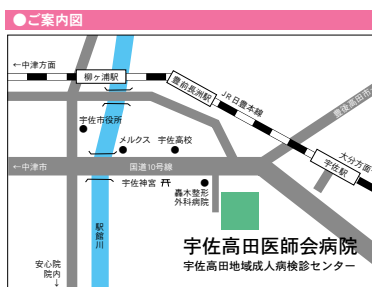 ●ご案内図
←中津方面
柳ヶ浦駅
豊前長洲駅
JR日豊本線
豊後高田市
宇佐市役所
メルクス
宇佐高校
宇佐駅
大分方面
←中津市
国道10号線
宇佐神宮
轟木整形
外科病院
駅館川
宇佐高田医師会病院
宇佐高田地域成人病検診センター
安心院
院内
↓